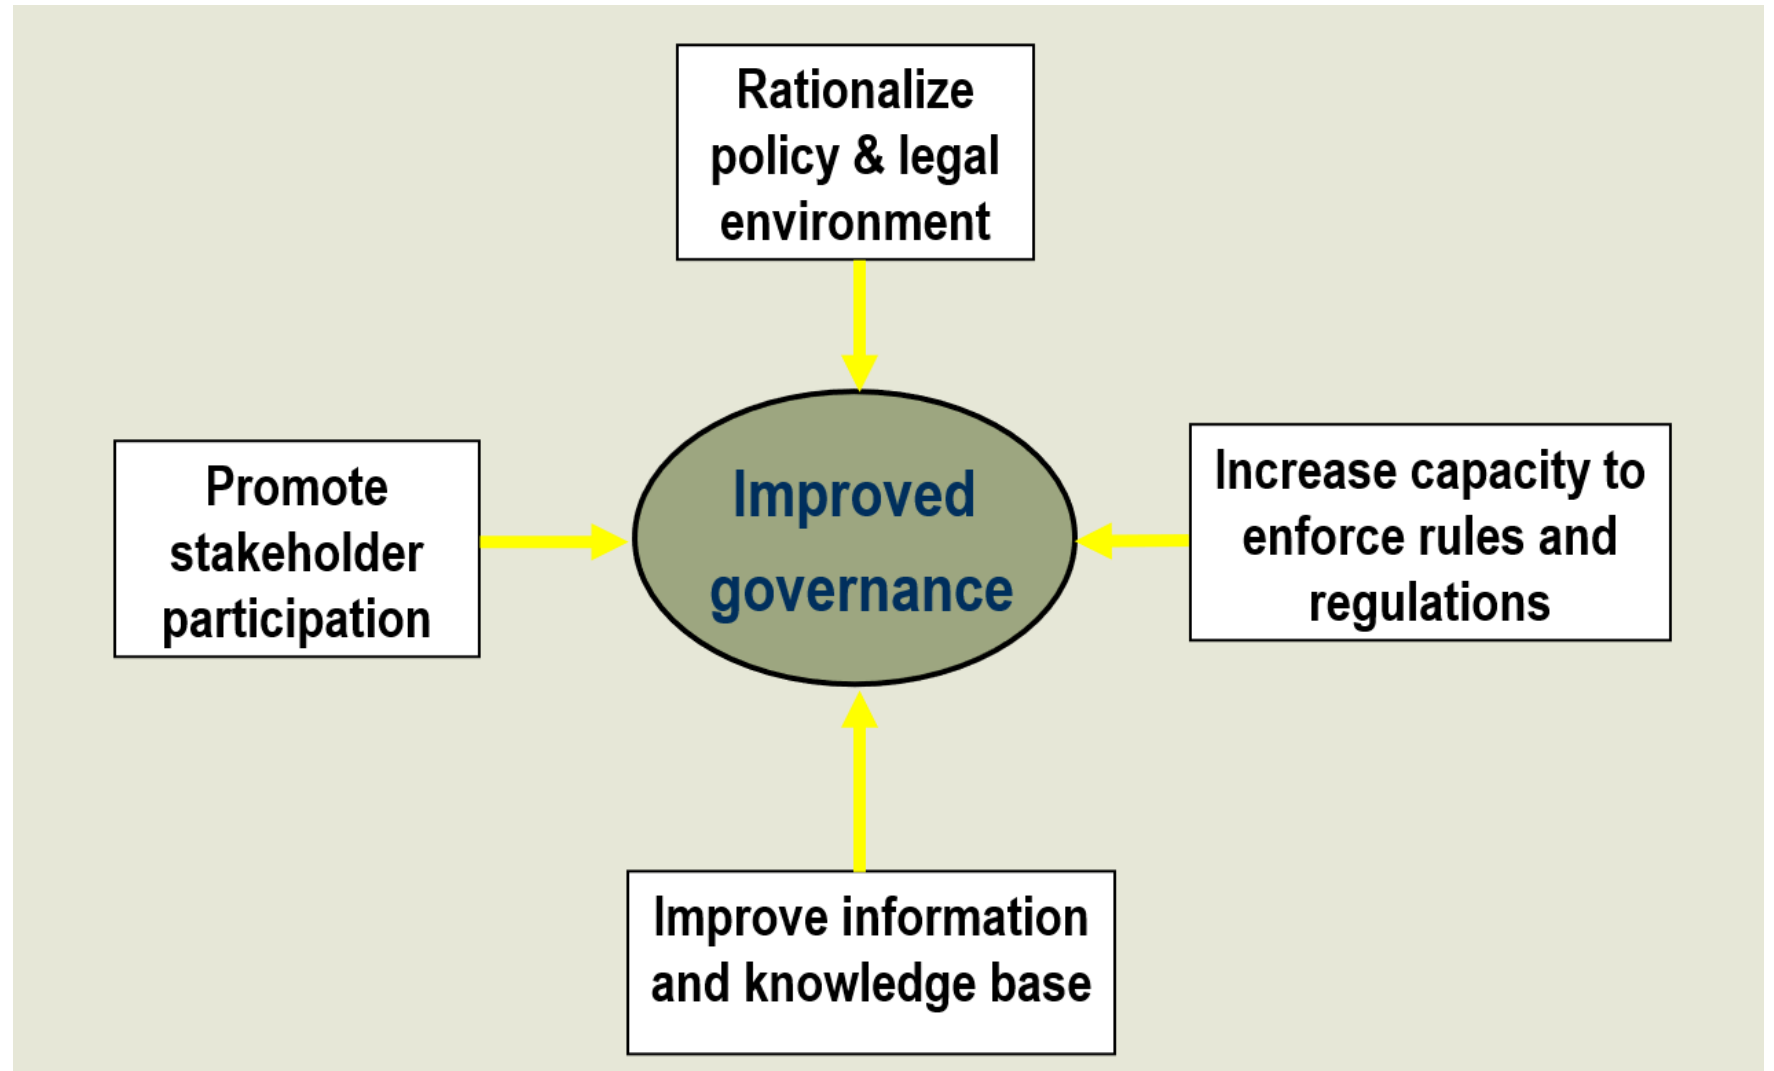 Rationalize
policy & legal
environment
Promote
stakeholder
participation
Improved
governance
Increase capacity to
enforce rules and
regulations
Improve information
and knowledge base